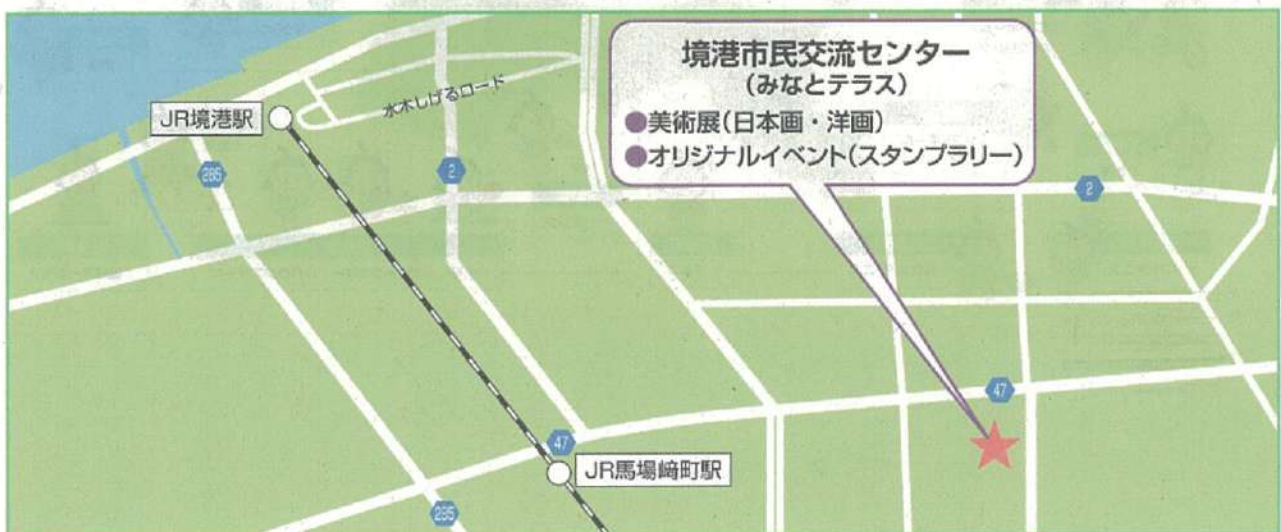 境港市民交流センター
(みなとテラス)
●美術展(日本画・洋画)
●オリジナルイベント(スタンプラリー)
水木しげるロード
JR境港駅
285
2
2
47
47
JR馬場崎町駅
285